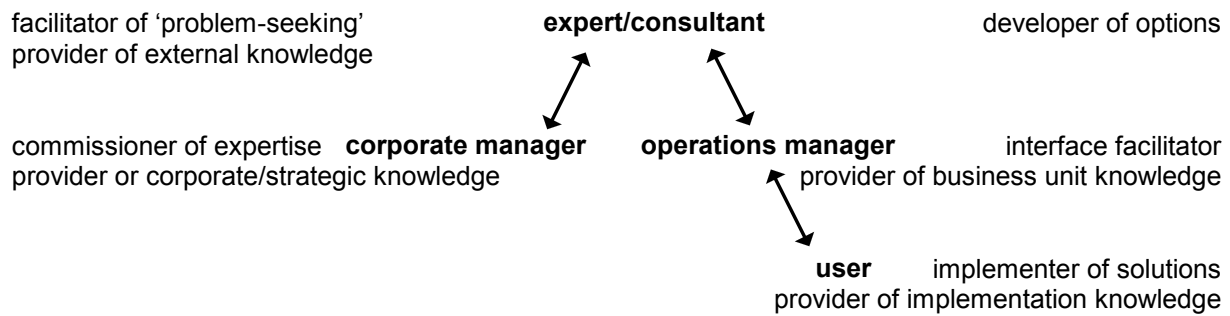 facilitator of ‘problem-seeking’ expert/consultant developer of options
provider of external knowledge
commissioner of expertise corporate manager operations manager interface facilitator
provider or corporate/strategic knowledge provider of business unit knowledge
user implementer of solutions
provider of implementation knowledge